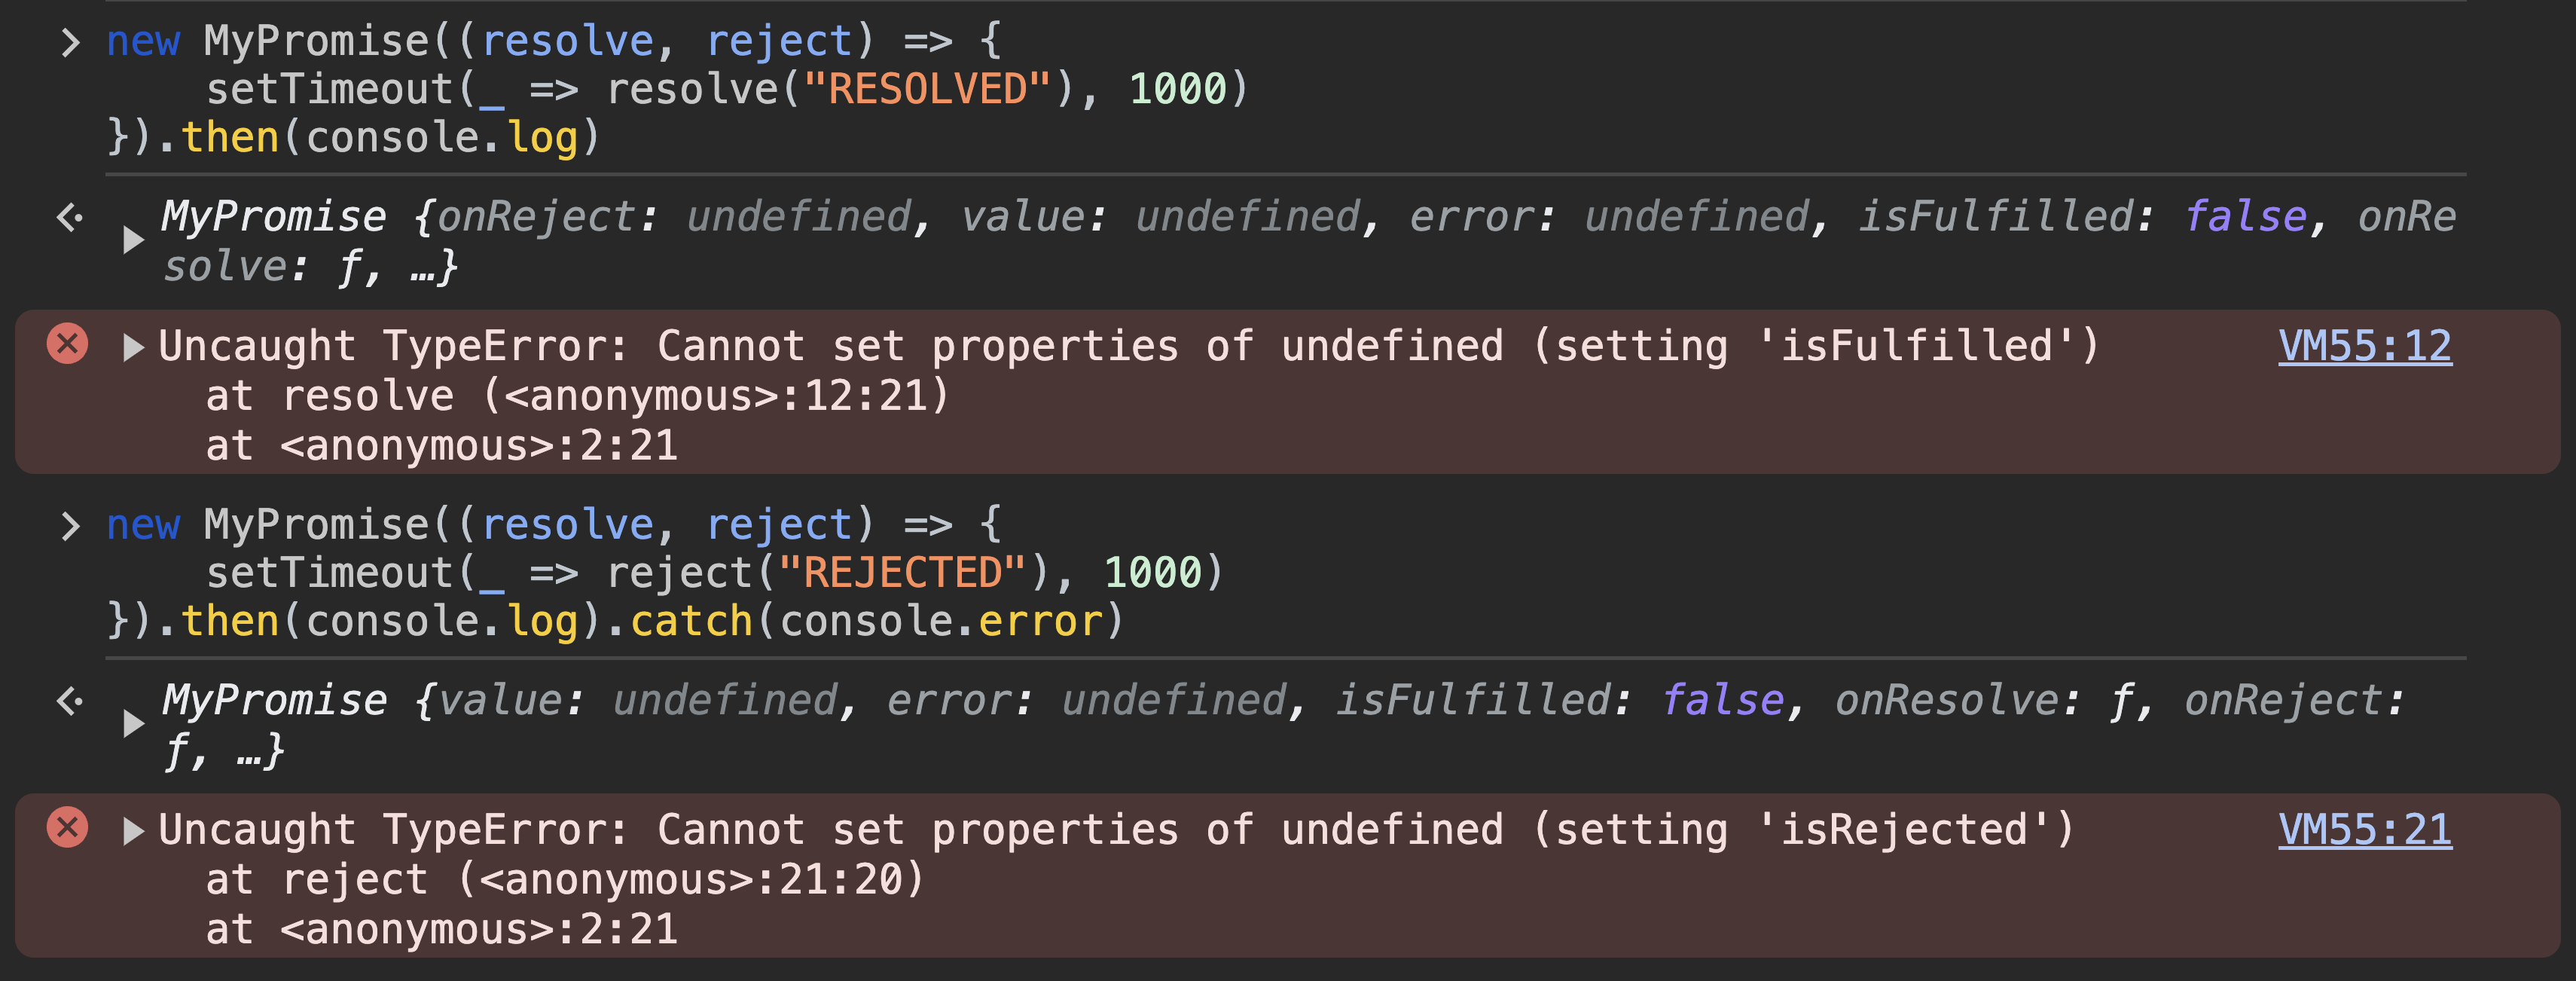 new MyPromise((resolve, reject) => {
    setTimeout(_ => resolve("RESOLVED"), 1000)
}).then(console.log)
MyPromise {onReject: undefined, value: undefined, error: undefined, isFulfilled: false, onRe
solve: ƒ, …}
Uncaught TypeError: Cannot set properties of undefined (setting 'isFulfilled') VM55:12
    at resolve (<anonymous>:12:21)
    at <anonymous>:2:21
new MyPromise((resolve, reject) => {
    setTimeout(_ => reject("REJECTED"), 1000)
}).then(console.log).catch(console.error)
MyPromise {value: undefined, error: undefined, isFulfilled: false, onResolve: ƒ, onReject:
ƒ, …}
Uncaught TypeError: Cannot set properties of undefined (setting 'isRejected') VM55:21
    at reject (<anonymous>:21:20)
    at <anonymous>:2:21